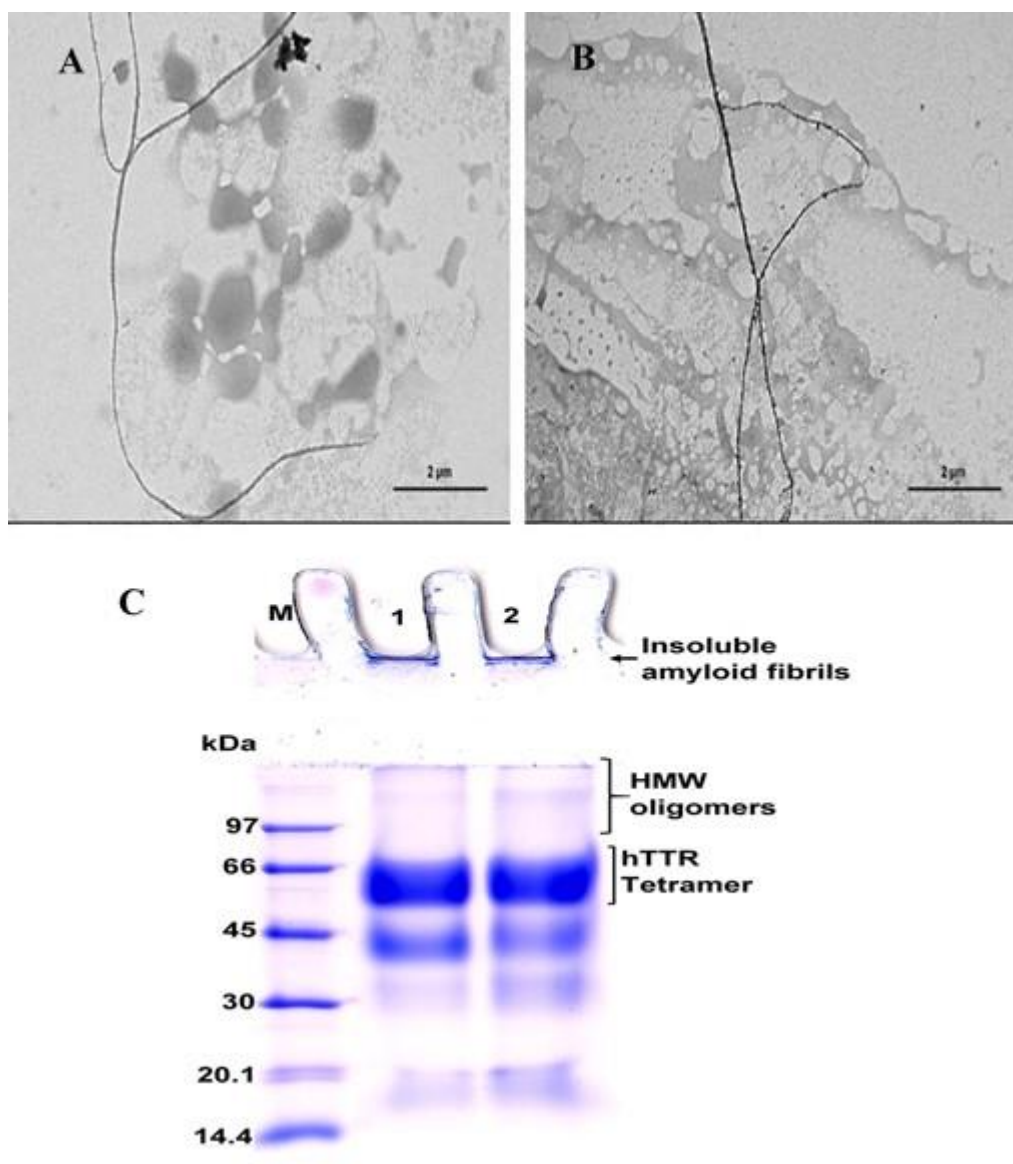 A
B
2 µm
2 µm
C
M
1
2
Insoluble
amyloid fibrils
kDa
HMW
oligomers
97
hTTR
66
Tetramer
45
30
20.1
14.4